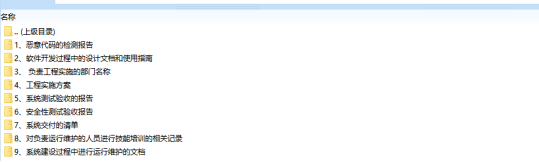 名称
.. (上级目录)
1、恶意代码的检测报告
2、软件开发过程中的设计文档和使用指南
3、 负责工程实施的部门名称
4、工程实施方案
5、系统测试验收的报告
6、安全性测试验收报告
7、系统交付的清单
8、对负责运行维护的人员进行技能培训的相关记录
9、系统建设过程中进行运行维护的文档